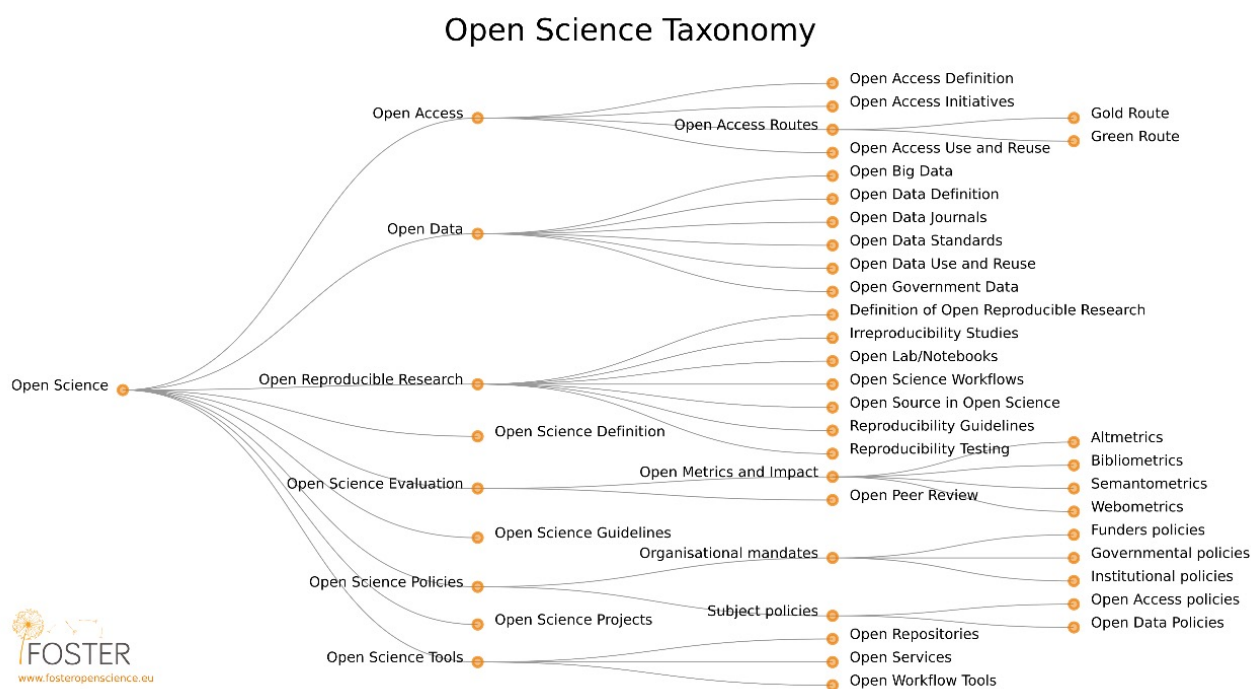 Open Science Taxonomy
Open Science
Open Access
Open Access Definition
Open Access Initiatives
Open Access Routes
Gold Route
Green Route
Open Access Use and Reuse
Open Data
Open Big Data
Open Data Definition
Open Data Journals
Open Data Standards
Open Data Use and Reuse
Open Government Data
Open Reproducible Research
Definition of Open Reproducible Research
Irreproducibility Studies
Open Lab/Notebooks
Open Science Workflows
Open Source in Open Science
Reproducibility Guidelines
Reproducibility Testing
Open Science Definition
Open Science Evaluation
Open Metrics and Impact
Altmetrics
Bibliometrics
Semantometrics
Webometrics
Open Peer Review
Open Science Guidelines
Open Science Policies
Organisational mandates
Funders policies
Governmental policies
Institutional policies
Subject policies
Open Access policies
Open Data Policies
Open Science Projects
Open Science Tools
Open Repositories
Open Services
Open Workflow Tools
FOSTER
www.fosteropenscience.eu